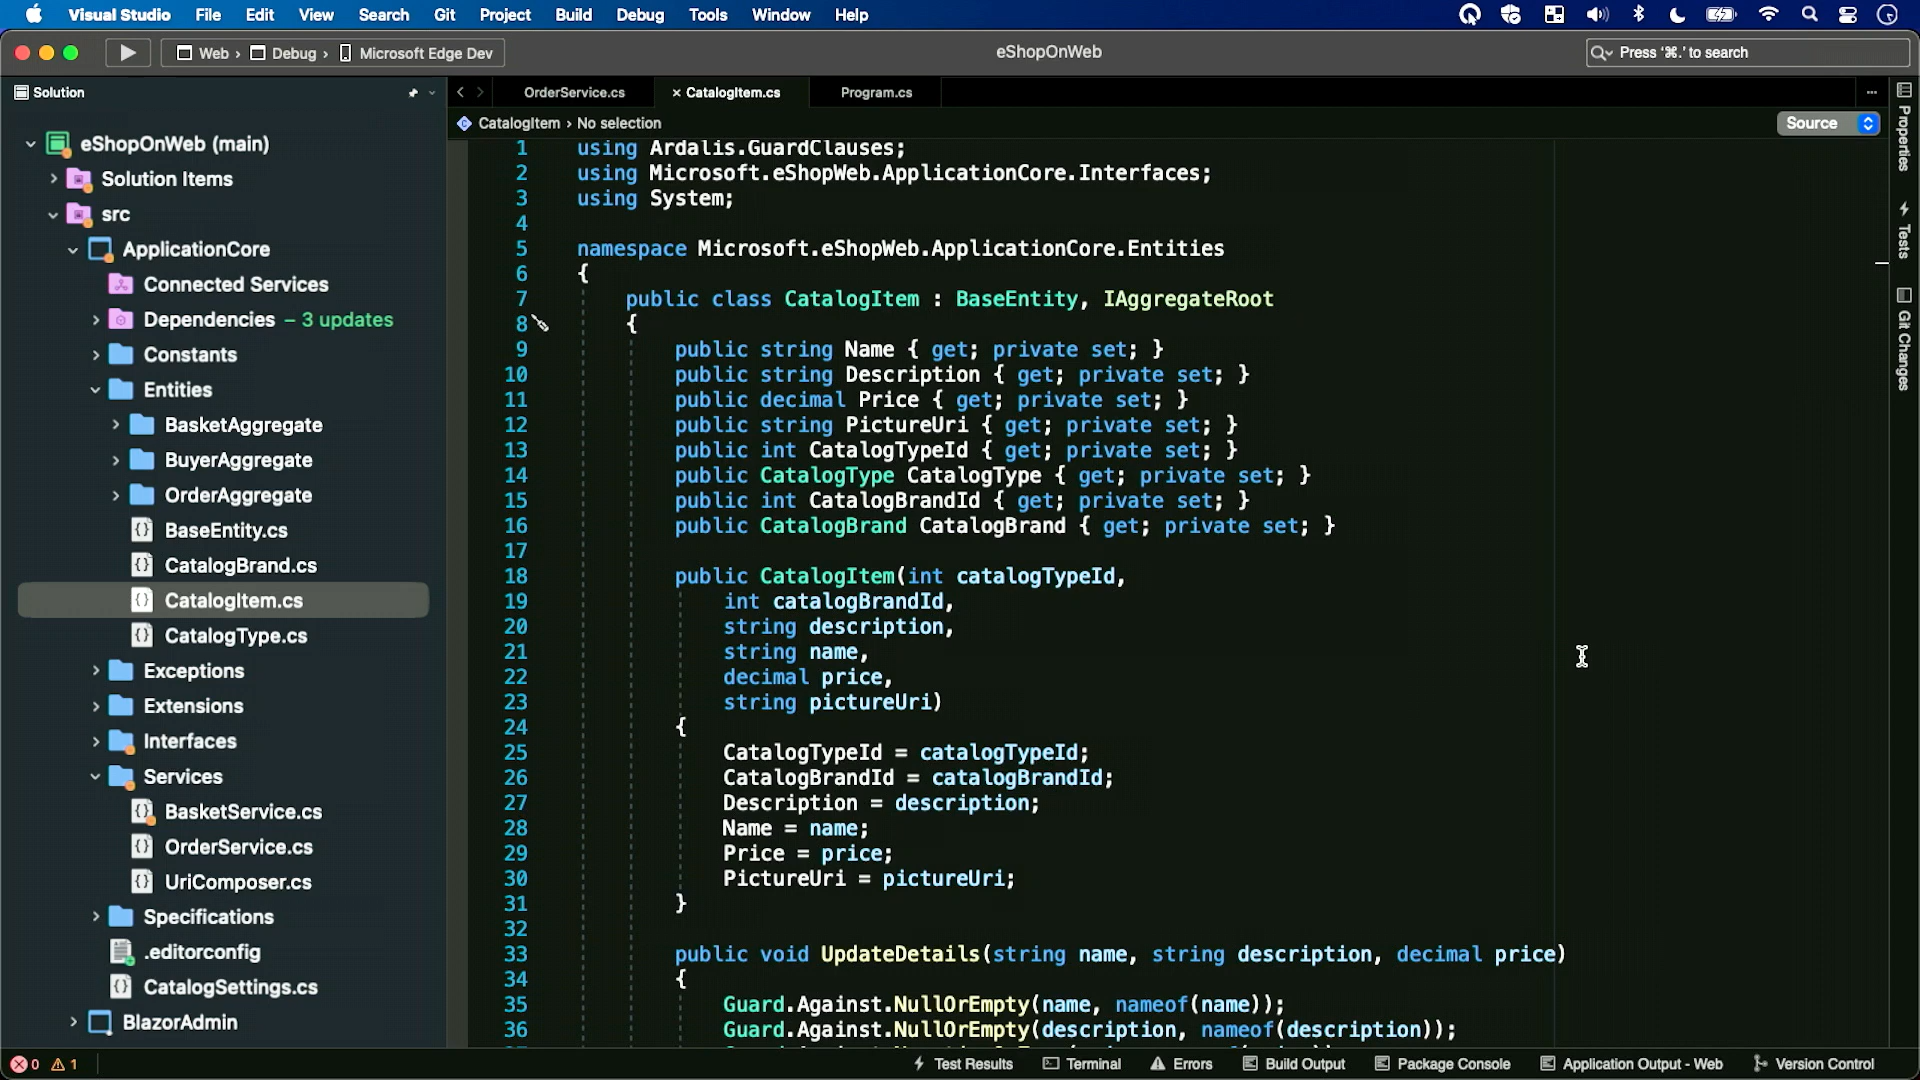 Visual Studio File Edit View Search Git Project Build Debug Tools Window Help
Web › Debug › Microsoft Edge Dev
eShopOnWeb
Press ‘⌘.’ to search
Solution
OrderService.cs
× CatalogItem.cs
Program.cs
CatalogItem › No selection
Source
eShopOnWeb (main)
Solution Items
src
ApplicationCore
Connected Services
Dependencies – 3 updates
Constants
Entities
BasketAggregate
BuyerAggregate
OrderAggregate
BaseEntity.cs
CatalogBrand.cs
CatalogItem.cs
CatalogType.cs
Exceptions
Extensions
Interfaces
Services
BasketService.cs
OrderService.cs
UriComposer.cs
Specifications
.editorconfig
CatalogSettings.cs
BlazorAdmin
1 using Ardalis.GuardClauses;
2 using Microsoft.eShopWeb.ApplicationCore.Interfaces;
3 using System;
4
5 namespace Microsoft.eShopWeb.ApplicationCore.Entities
6 {
7 public class CatalogItem : BaseEntity, IAggregateRoot
8 {
9 public string Name { get; private set; }
10 public string Description { get; private set; }
11 public decimal Price { get; private set; }
12 public string PictureUri { get; private set; }
13 public int CatalogTypeId { get; private set; }
14 public CatalogType CatalogType { get; private set; }
15 public int CatalogBrandId { get; private set; }
16 public CatalogBrand CatalogBrand { get; private set; }
17
18 public CatalogItem(int catalogTypeId,
19 int catalogBrandId,
20 string description,
21 string name,
22 decimal price,
23 string pictureUri)
24 {
25 CatalogTypeId = catalogTypeId;
26 CatalogBrandId = catalogBrandId;
27 Description = description;
28 Name = name;
29 Price = price;
30 PictureUri = pictureUri;
31 }
32
33 public void UpdateDetails(string name, string description, decimal price)
34 {
35 Guard.Against.NullOrEmpty(name, nameof(name));
36 Guard.Against.NullOrEmpty(description, nameof(description));
Properties
Tests
Git Changes
0 1
Test Results
Terminal
Errors
Build Output
Package Console
Application Output - Web
Version Control